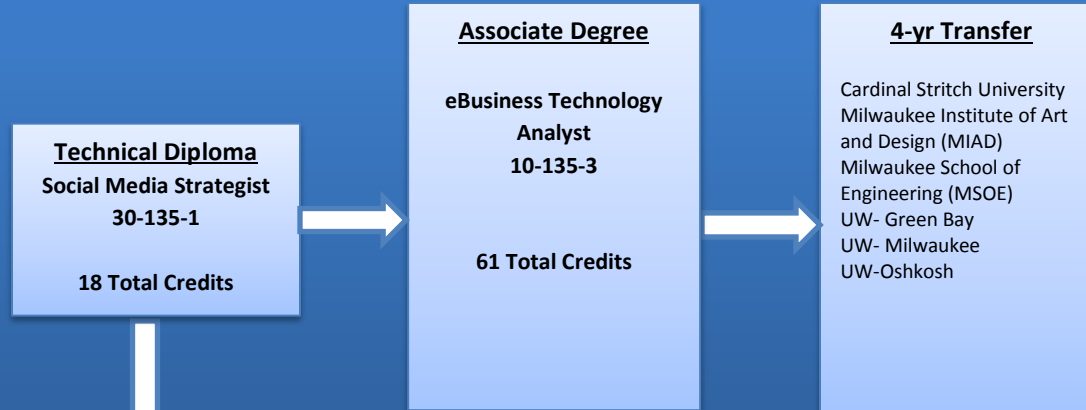 Technical Diploma
Social Media Strategist
30-135-1
18 Total Credits
Associate Degree
eBusiness Technology
Analyst
10-135-3
61 Total Credits
4-yr Transfer
Cardinal Stritch University
Milwaukee Institute of Art
and Design (MIAD)
Milwaukee School of
Engineering (MSOE)
UW- Green Bay
UW- Milwaukee
UW-Oshkosh